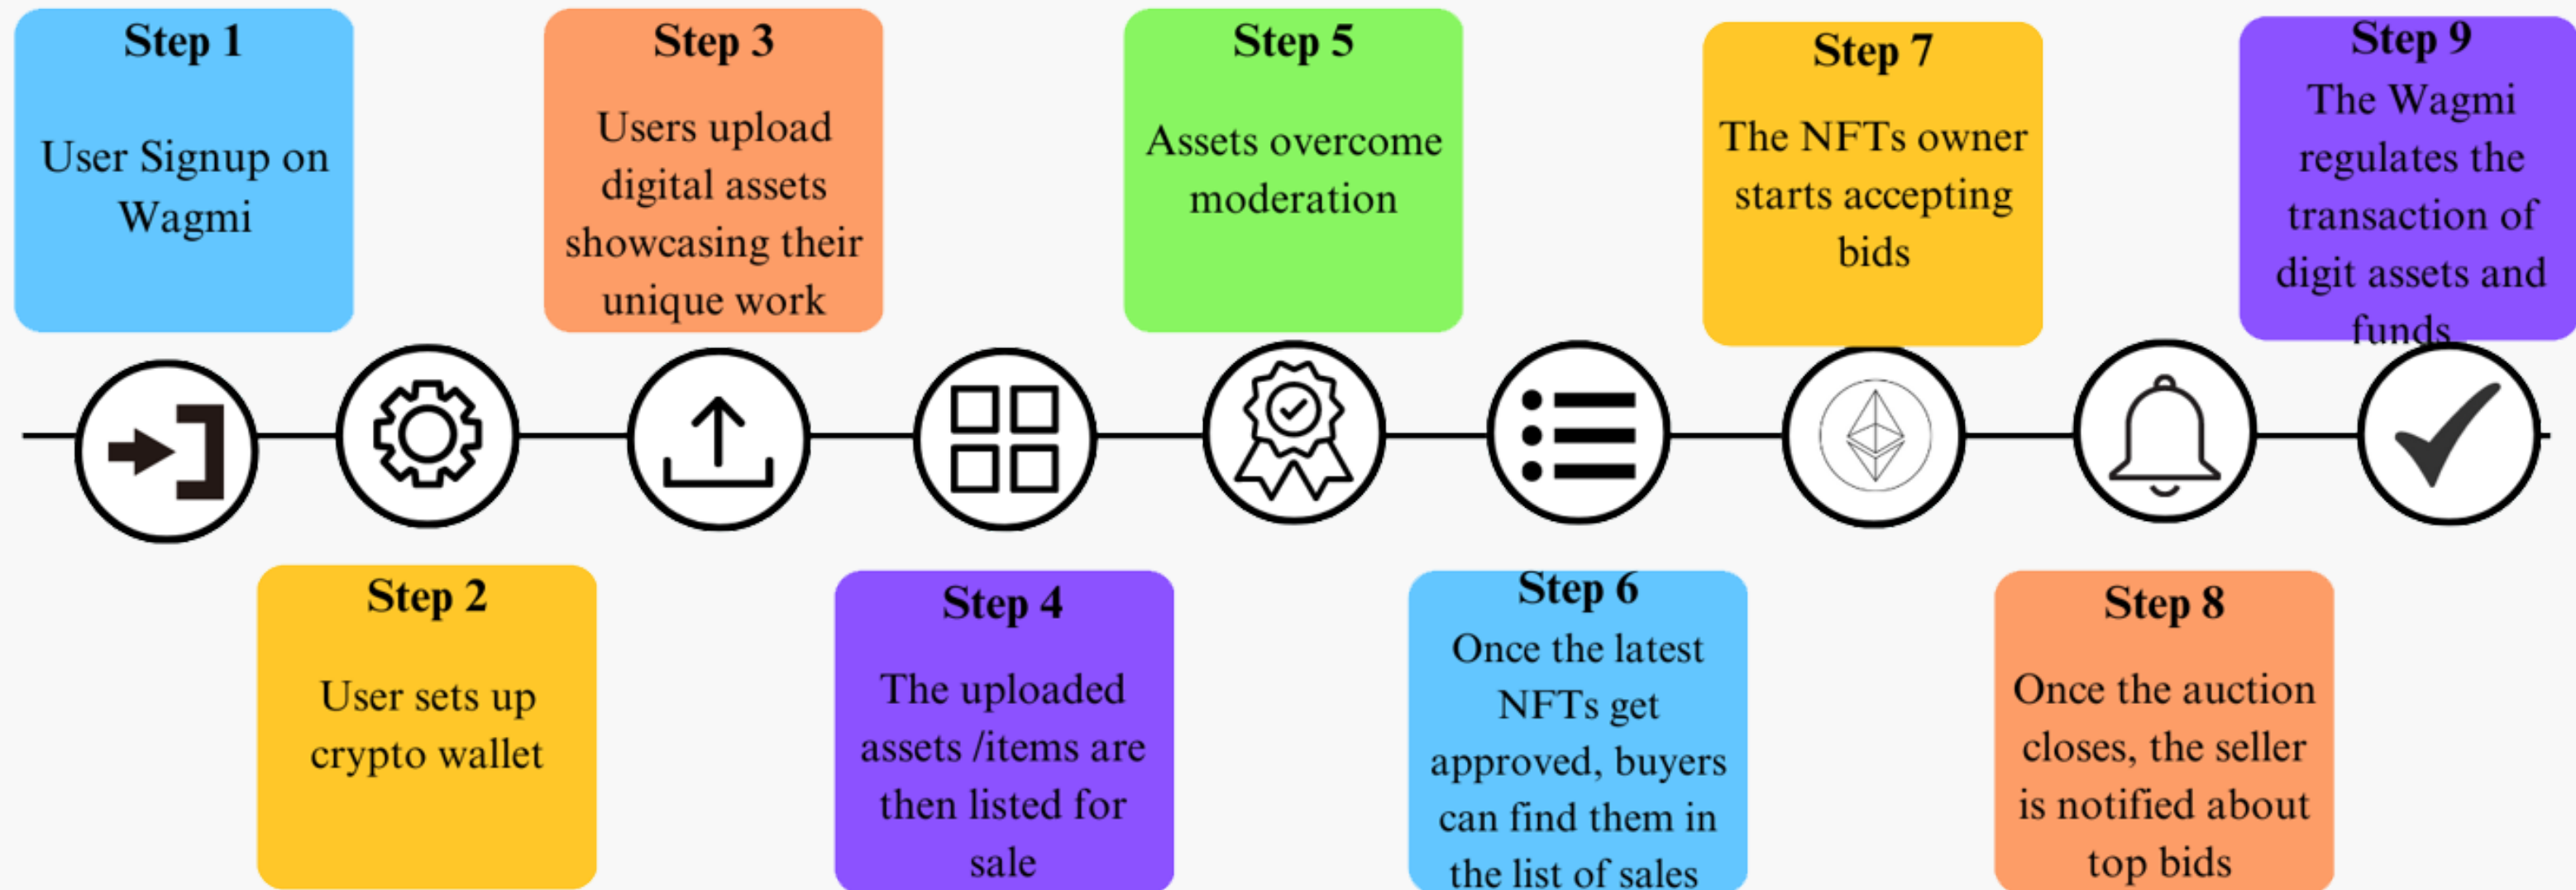 Step 1
User Signup on
Wagmi
Step 2
User sets up
crypto wallet
Step 3
Users upload
digital assets
showcasing their
unique work
Step 4
The uploaded
assets /items are
then listed for
sale
Step 5
Assets overcome
moderation
Step 6
Once the latest
NFTs get
approved, buyers
can find them in
the list of sales
Step 7
The NFTs owner
starts accepting
bids
Step 8
Once the auction
closes, the seller
is notified about
top bids
Step 9
The Wagmi
regulates the
transaction of
digit assets and
funds